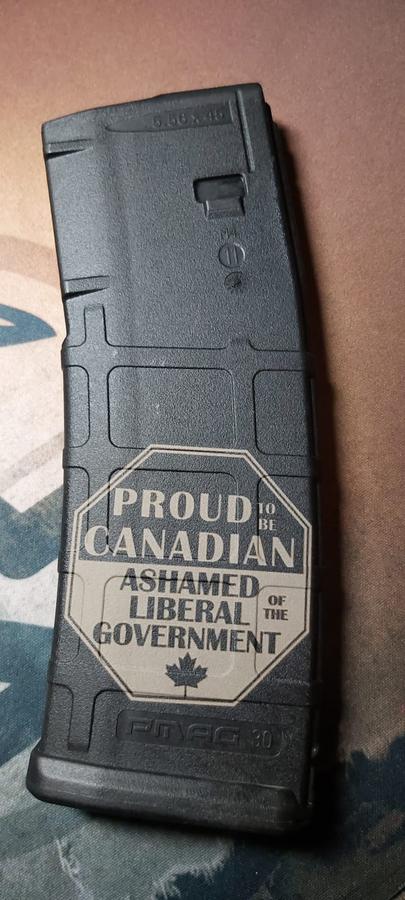 5.56 x 45
PROUD TO BE
CANADIAN
ASHAMED
LIBERAL OF THE
GOVERNMENT
PMAG 30